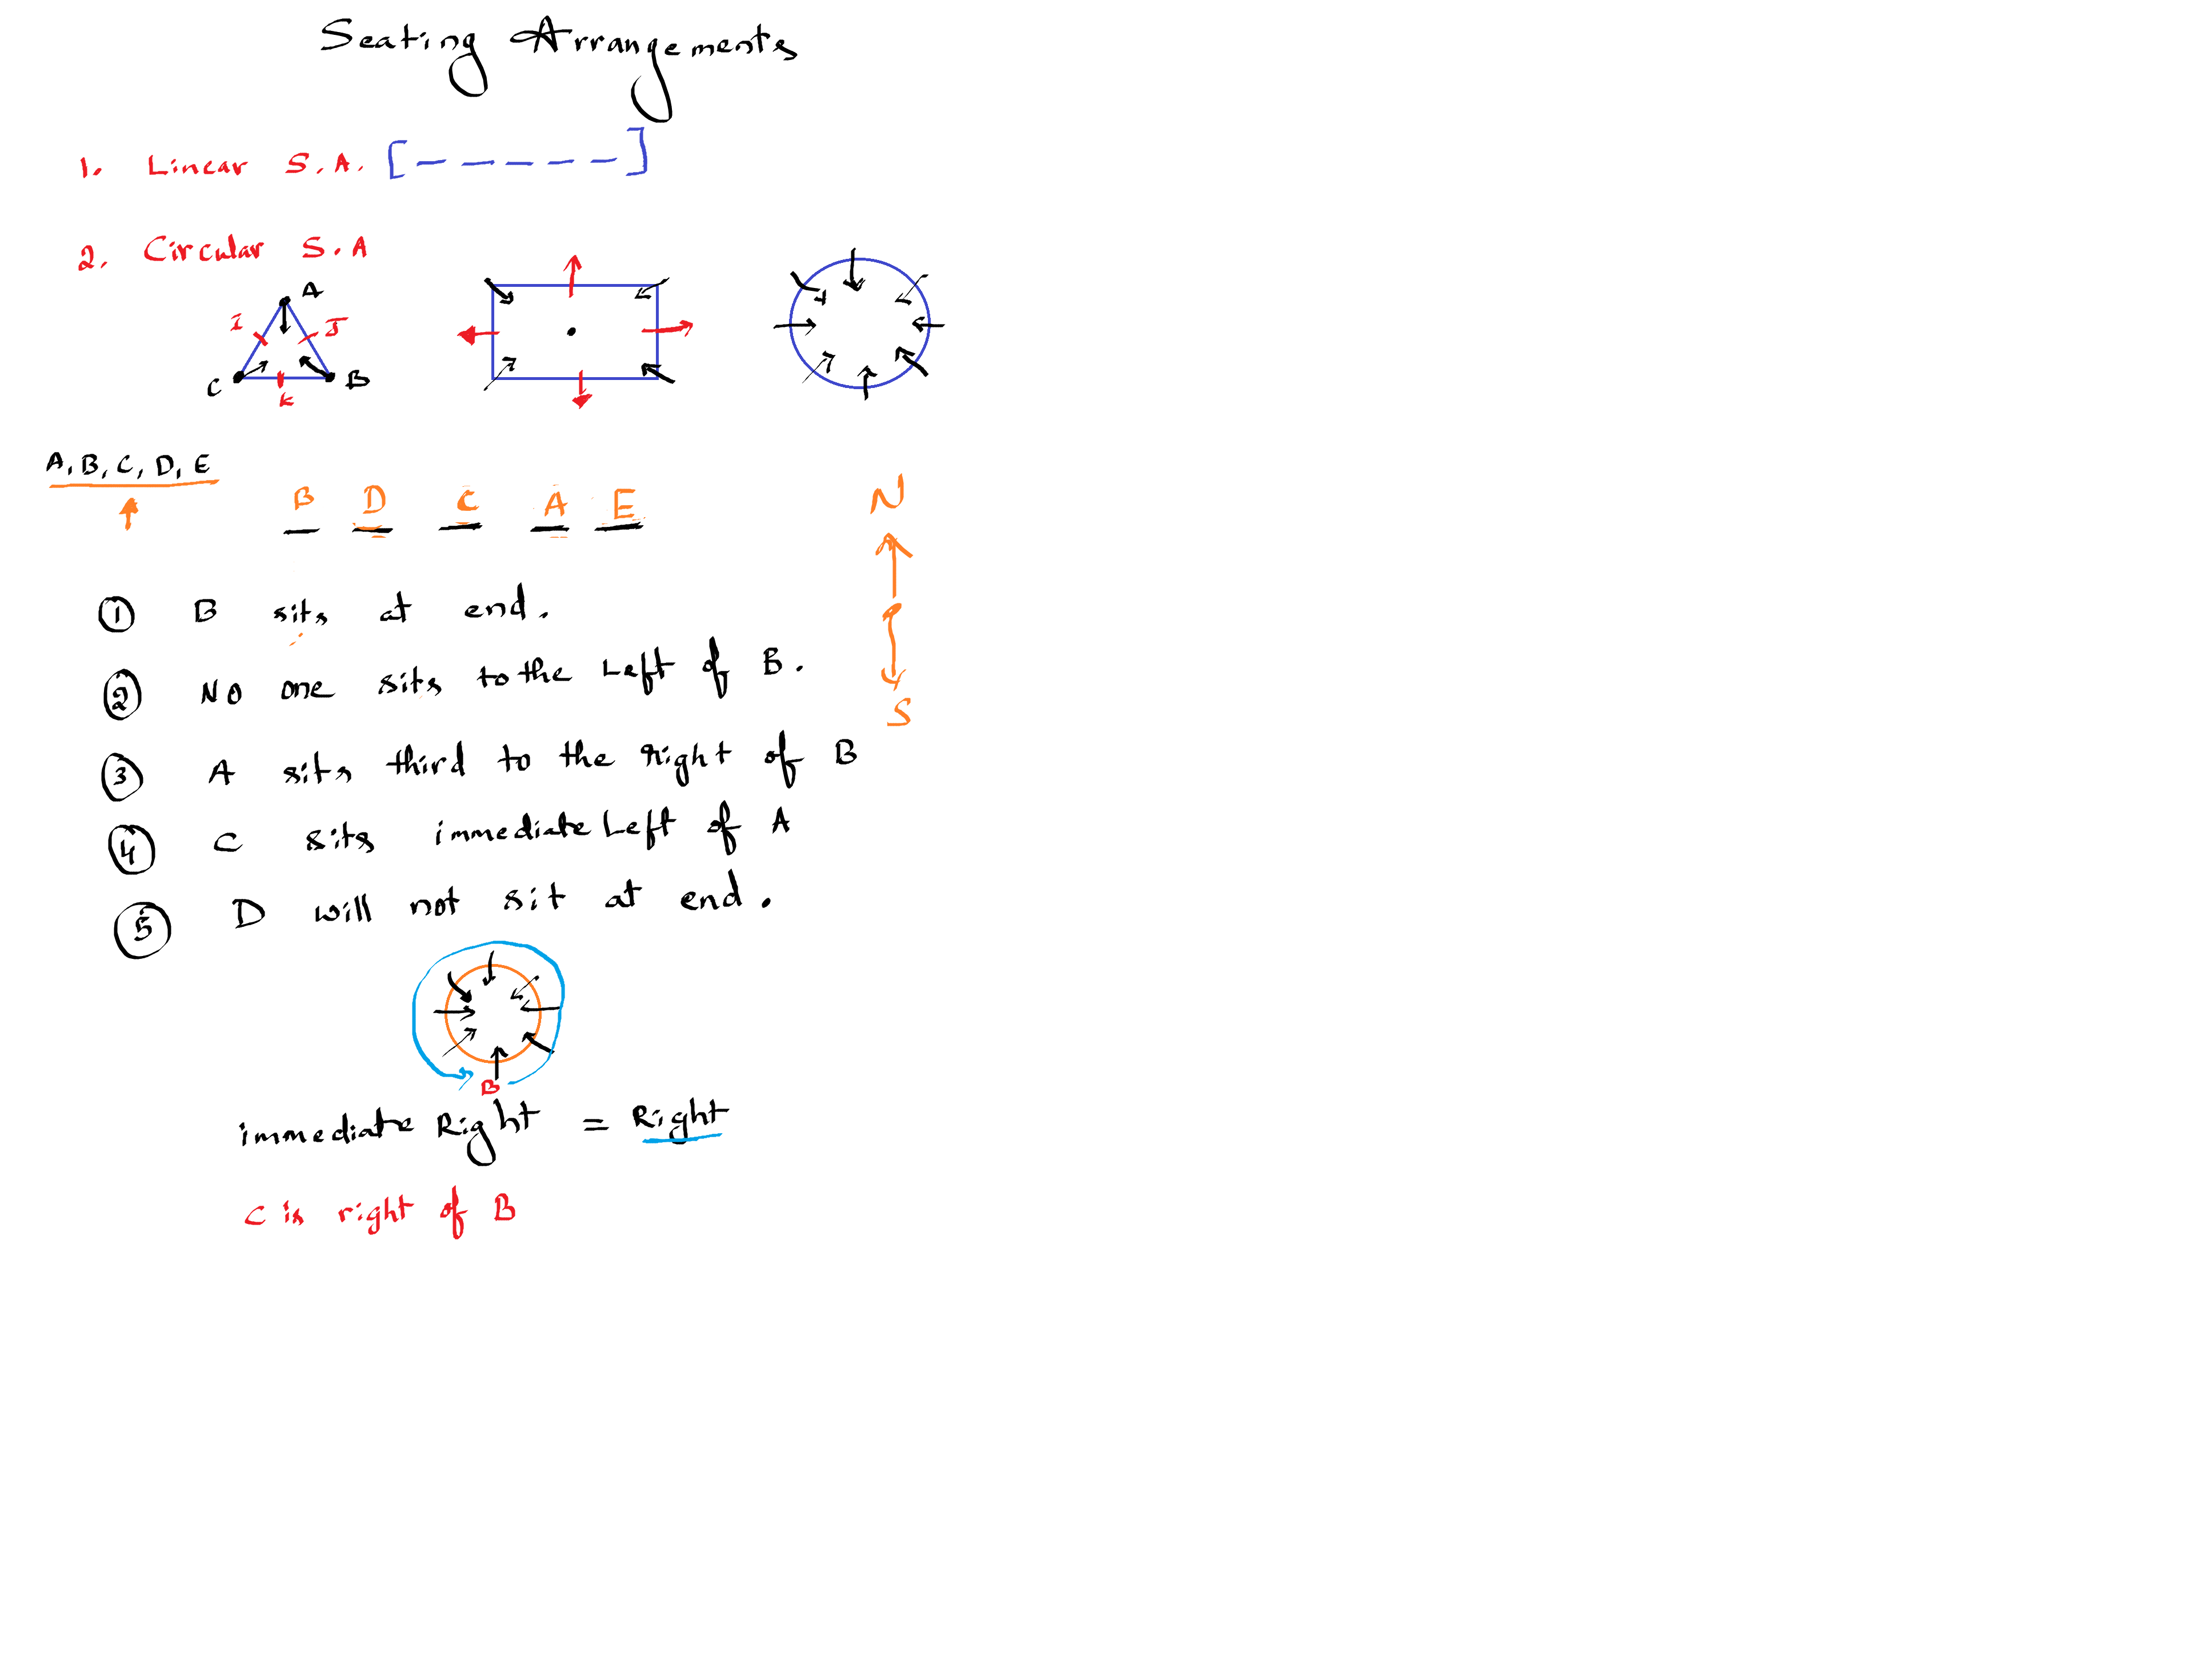 Seating Arrangements
1. Linear S.A. [-----]
2. Circular S.A
A
I J
C B
K
A, B, C, D, E
B D C A E
N
① B sits at end.
② No one sits to the Left of B.
S
③ A sits third to the right of B
④ C sits immediate Left of A
⑤ D will not sit at end.
B
immediate Right = Right
C is right of B